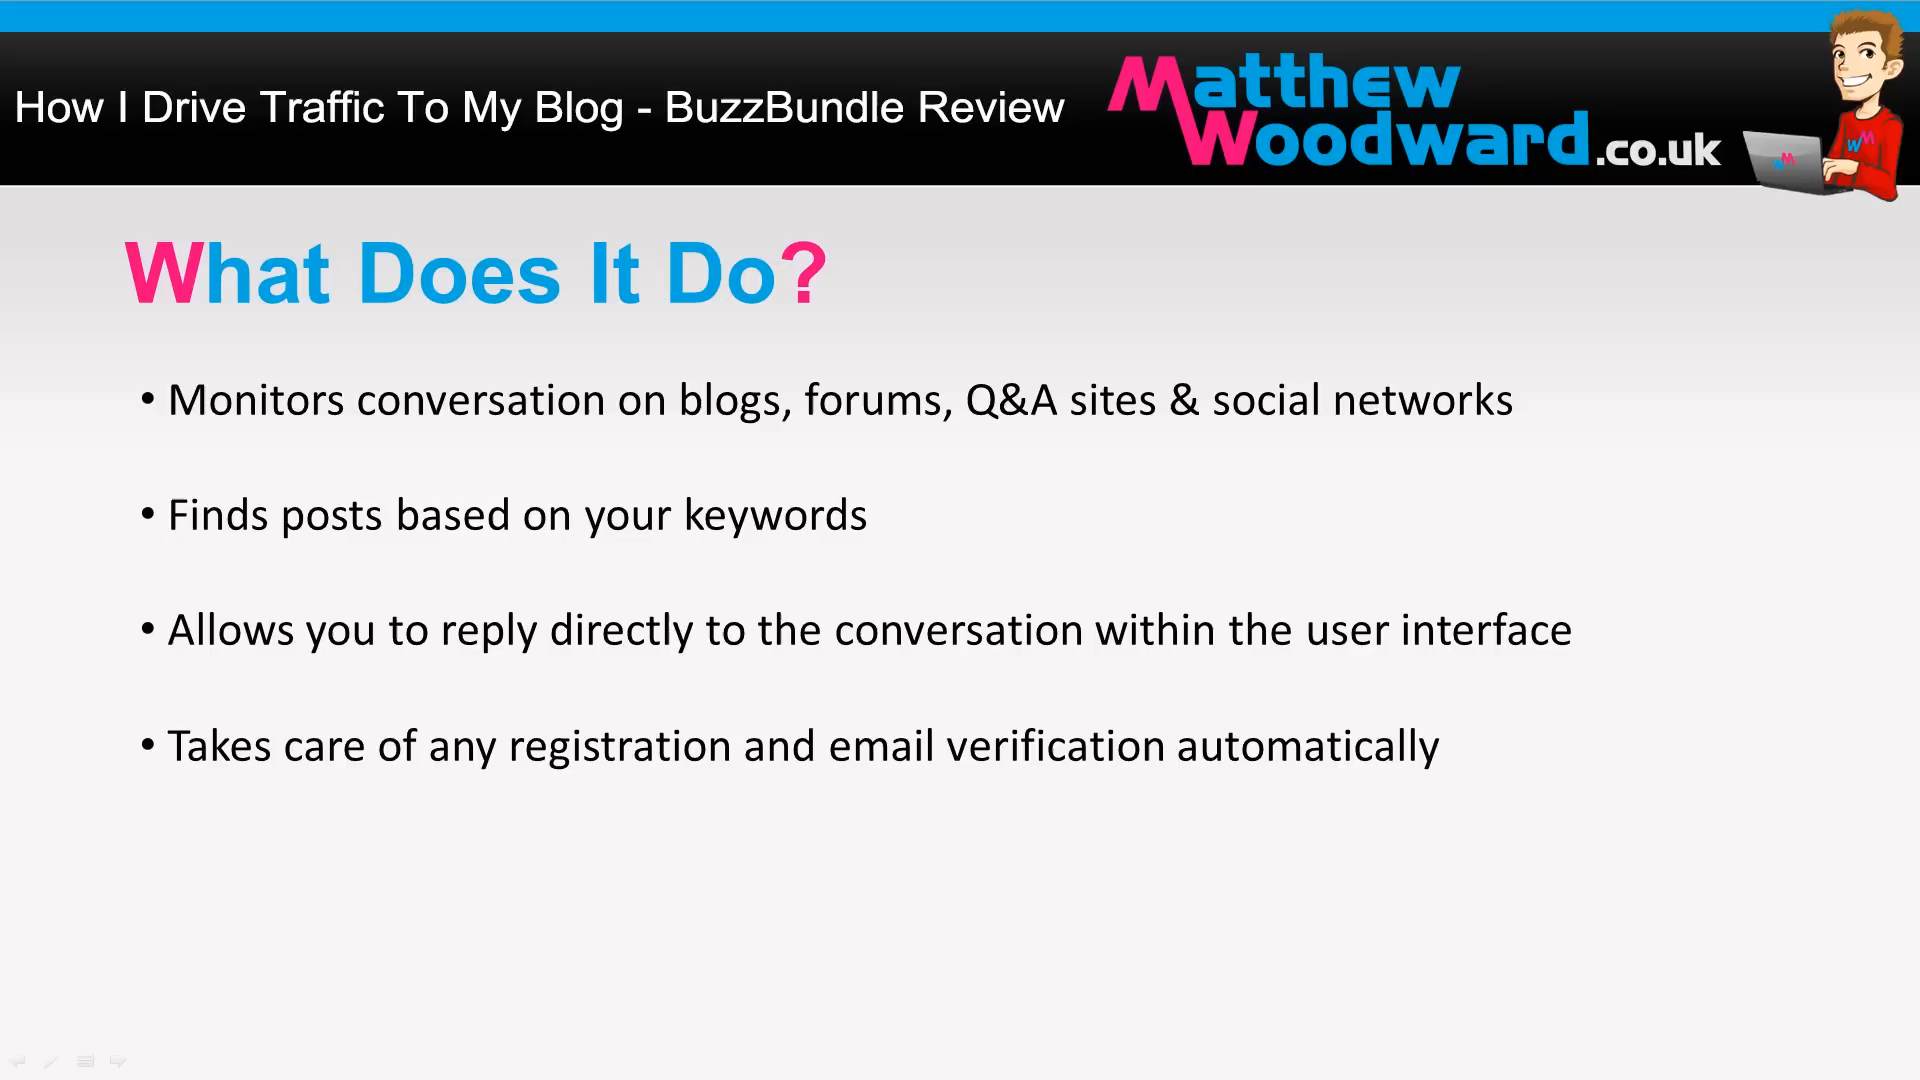 How I Drive Traffic To My Blog - BuzzBundle Review
Matthew
Woodward.co.uk
What Does It Do?
• Monitors conversation on blogs, forums, Q&A sites & social networks
• Finds posts based on your keywords
• Allows you to reply directly to the conversation within the user interface
• Takes care of any registration and email verification automatically